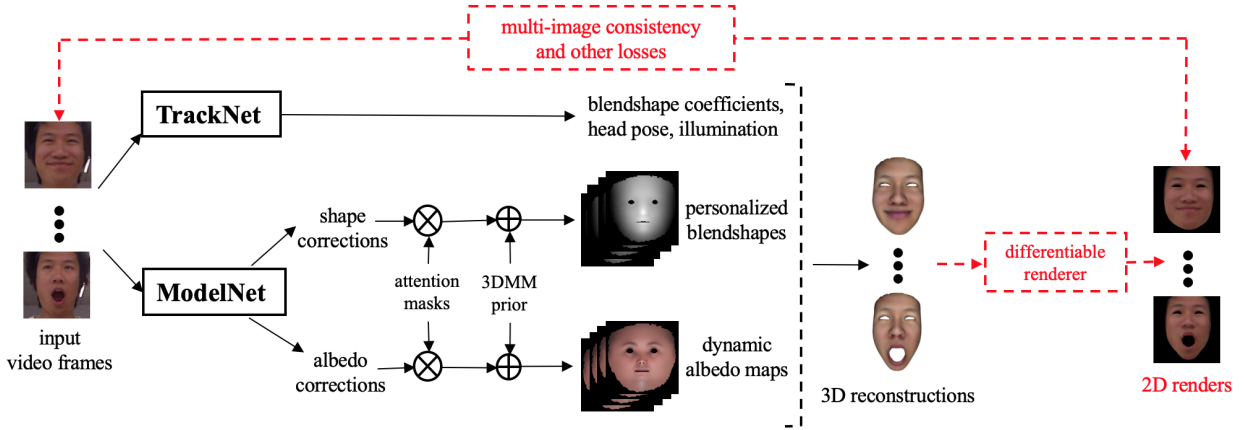 multi-image consistency
and other losses
TrackNet
blendshape coefficients,
head pose, illumination
shape
corrections
personalized
blendshapes
ModelNet
attention
masks
3DMM
prior
differentiable
renderer
input
video frames
albedo
corrections
dynamic
albedo maps
3D reconstructions
2D renders